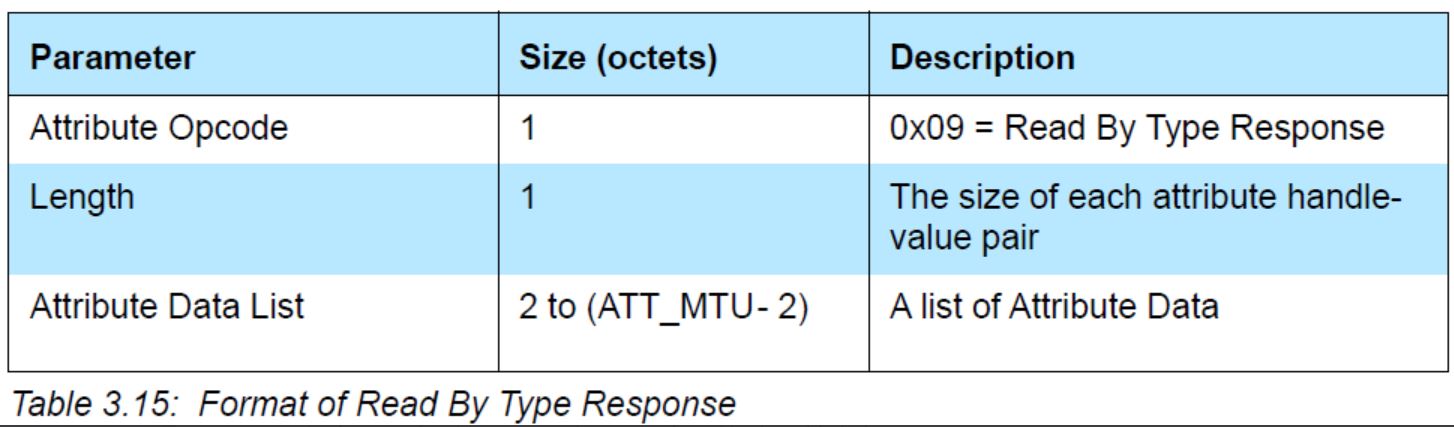 Parameter Size (octets) Description
Attribute Opcode 1 0x09 = Read By Type Response
Length 1 The size of each attribute handle-
value pair
Attribute Data List 2 to (ATT_MTU- 2) A list of Attribute Data
Table 3.15: Format of Read By Type Response